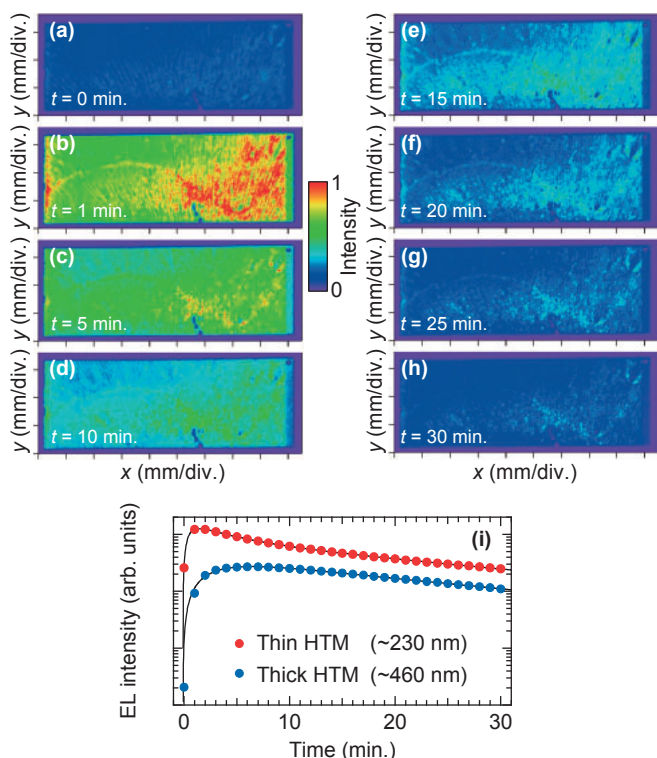 (a)
t = 0 min.
y (mm/div.)
(b)
t = 1 min.
y (mm/div.)
(c)
t = 5 min.
y (mm/div.)
(d)
t = 10 min.
y (mm/div.)
x (mm/div.)
1
Intensity
0
(e)
t = 15 min.
y (mm/div.)
(f)
t = 20 min.
y (mm/div.)
(g)
t = 25 min.
y (mm/div.)
(h)
t = 30 min.
y (mm/div.)
x (mm/div.)
(i)
EL intensity (arb. units)
Thin HTM (~230 nm)
Thick HTM (~460 nm)
0 10 20 30
Time (min.)